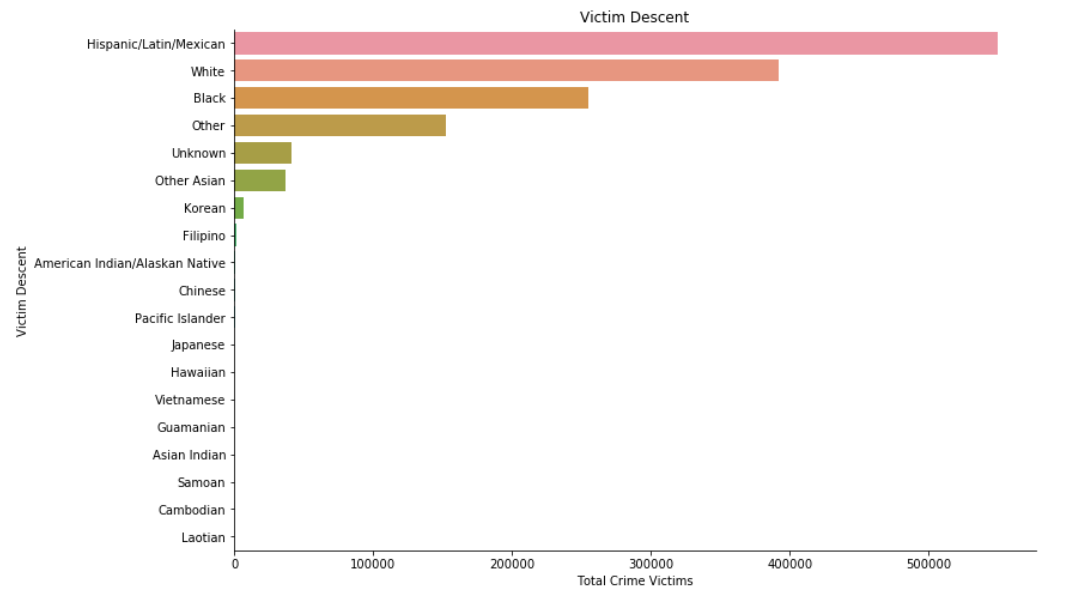 Victim Descent
Hispanic/Latin/Mexican
White
Black
Other
Unknown
Other Asian
Korean
Filipino
American Indian/Alaskan Native
Chinese
Pacific Islander
Japanese
Hawaiian
Vietnamese
Guamanian
Asian Indian
Samoan
Cambodian
Laotian
Victim Descent
0 100000 200000 300000 400000 500000
Total Crime Victims